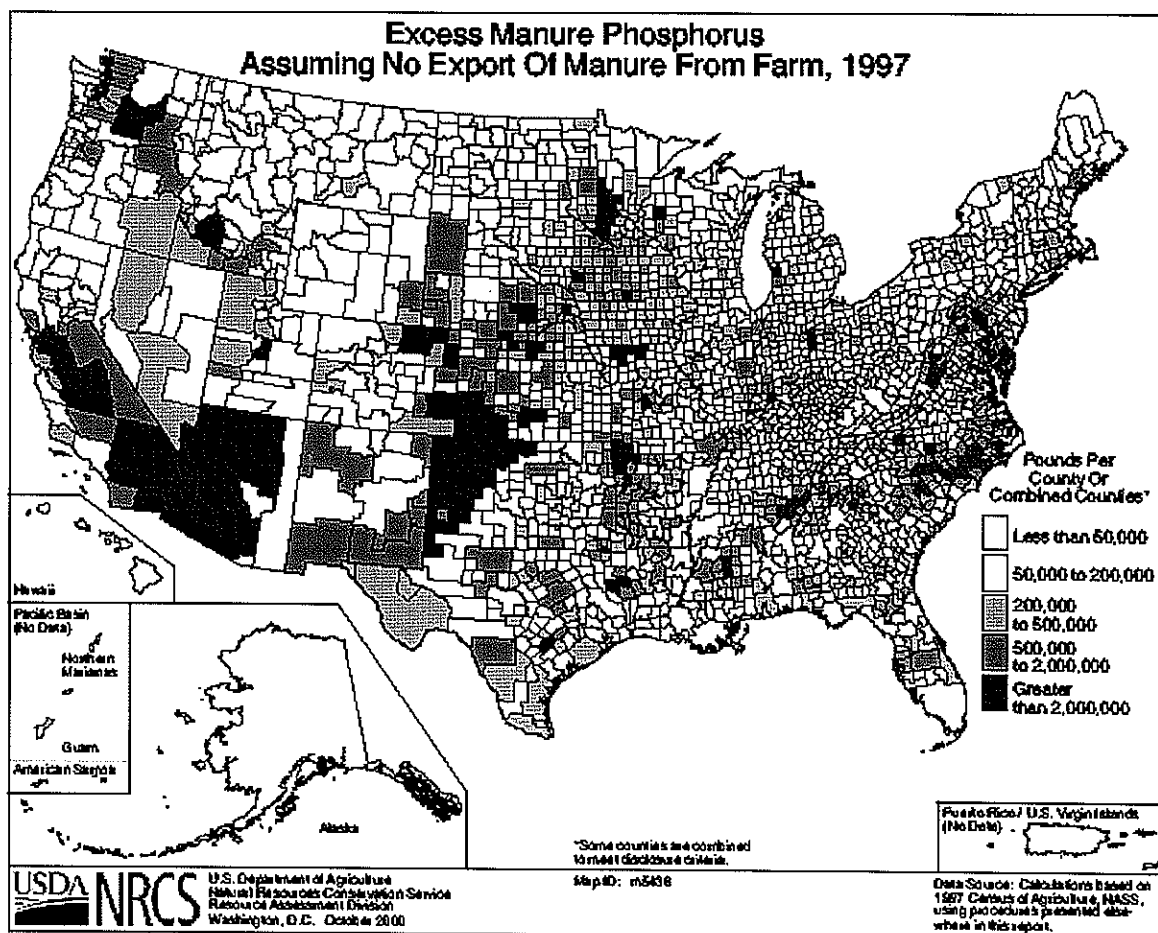 Excess Manure Phosphorus
Assuming No Export Of Manure From Farm, 1997
Pounds Per
County Or
Combined Counties*
Less than 50,000
50,000 to 200,000
200,000
to 500,000
500,000
to 2,000,000
Greater
than 2,000,000
Hawaii
Pacific Basin
(No Data)
Northern
Marianas
Guam
American Samoa
Alaska
*Some counties are combined
to meet disclosure criteria.
Puerto Rico / U.S. Virgin Islands
(No Data)
USDA NRCS
U.S. Department of Agriculture
Natural Resources Conservation Service
Resource Assessment Division
Washington, D.C. October 2000
Map ID: m5436
Data Source: Calculations based on
1997 Census of Agriculture, NASS,
using procedures presented else-
where in this report.